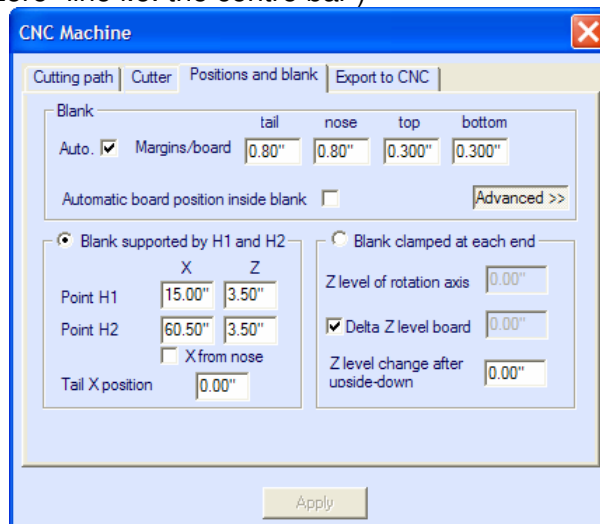 CNC Machine
Cutting path Cutter Positions and blank Export to CNC
Blank
tail nose top bottom
Auto. Margins/board 0.80" 0.80" 0.300" 0.300"
Automatic board position inside blank Advanced >>
Blank supported by H1 and H2
X Z
Point H1 15.00" 3.50"
Point H2 60.50" 3.50"
X from nose
Tail X position 0.00"
Blank clamped at each end
Z level of rotation axis 0.00"
Delta Z level board 0.00"
Z level change after
upside-down 0.00"
Apply